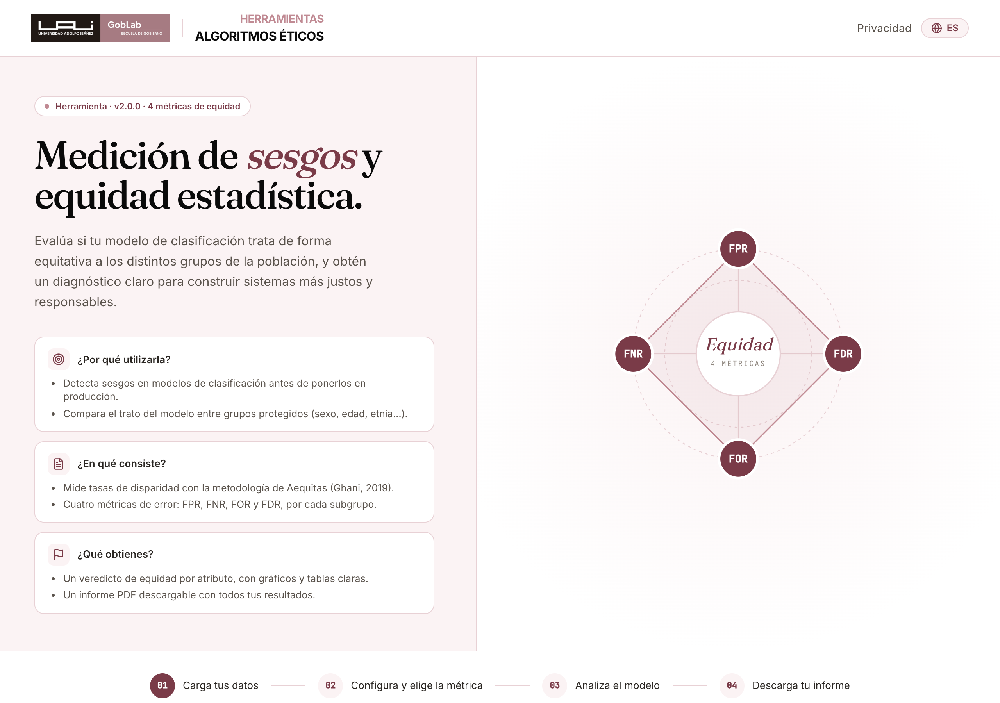 UAI
UNIVERSIDAD ADOLFO IBÁÑEZ
GobLab
ESCUELA DE GOBIERNO
HERRAMIENTAS
ALGORITMOS ÉTICOS
Privacidad
ES
Herramienta · v2.0.0 · 4 métricas de equidad
Medición de sesgos y
equidad estadística.
Evalúa si tu modelo de clasificación trata de forma
equitativa a los distintos grupos de la población, y obtén
un diagnóstico claro para construir sistemas más justos y
responsables.
¿Por qué utilizarla?
• Detecta sesgos en modelos de clasificación antes de ponerlos en
producción.
• Compara el trato del modelo entre grupos protegidos (sexo, edad, etnia...).
¿En qué consiste?
• Mide tasas de disparidad con la metodología de Aequitas (Ghani, 2019).
• Cuatro métricas de error: FPR, FNR, FOR y FDR, por cada subgrupo.
¿Qué obtienes?
• Un veredicto de equidad por atributo, con gráficos y tablas claras.
• Un informe PDF descargable con todos tus resultados.
FPR
FNR
Equidad
4 MÉTRICAS
FDR
FOR
01 Carga tus datos
02 Configura y elige la métrica
03 Analiza el modelo
04 Descarga tu informe